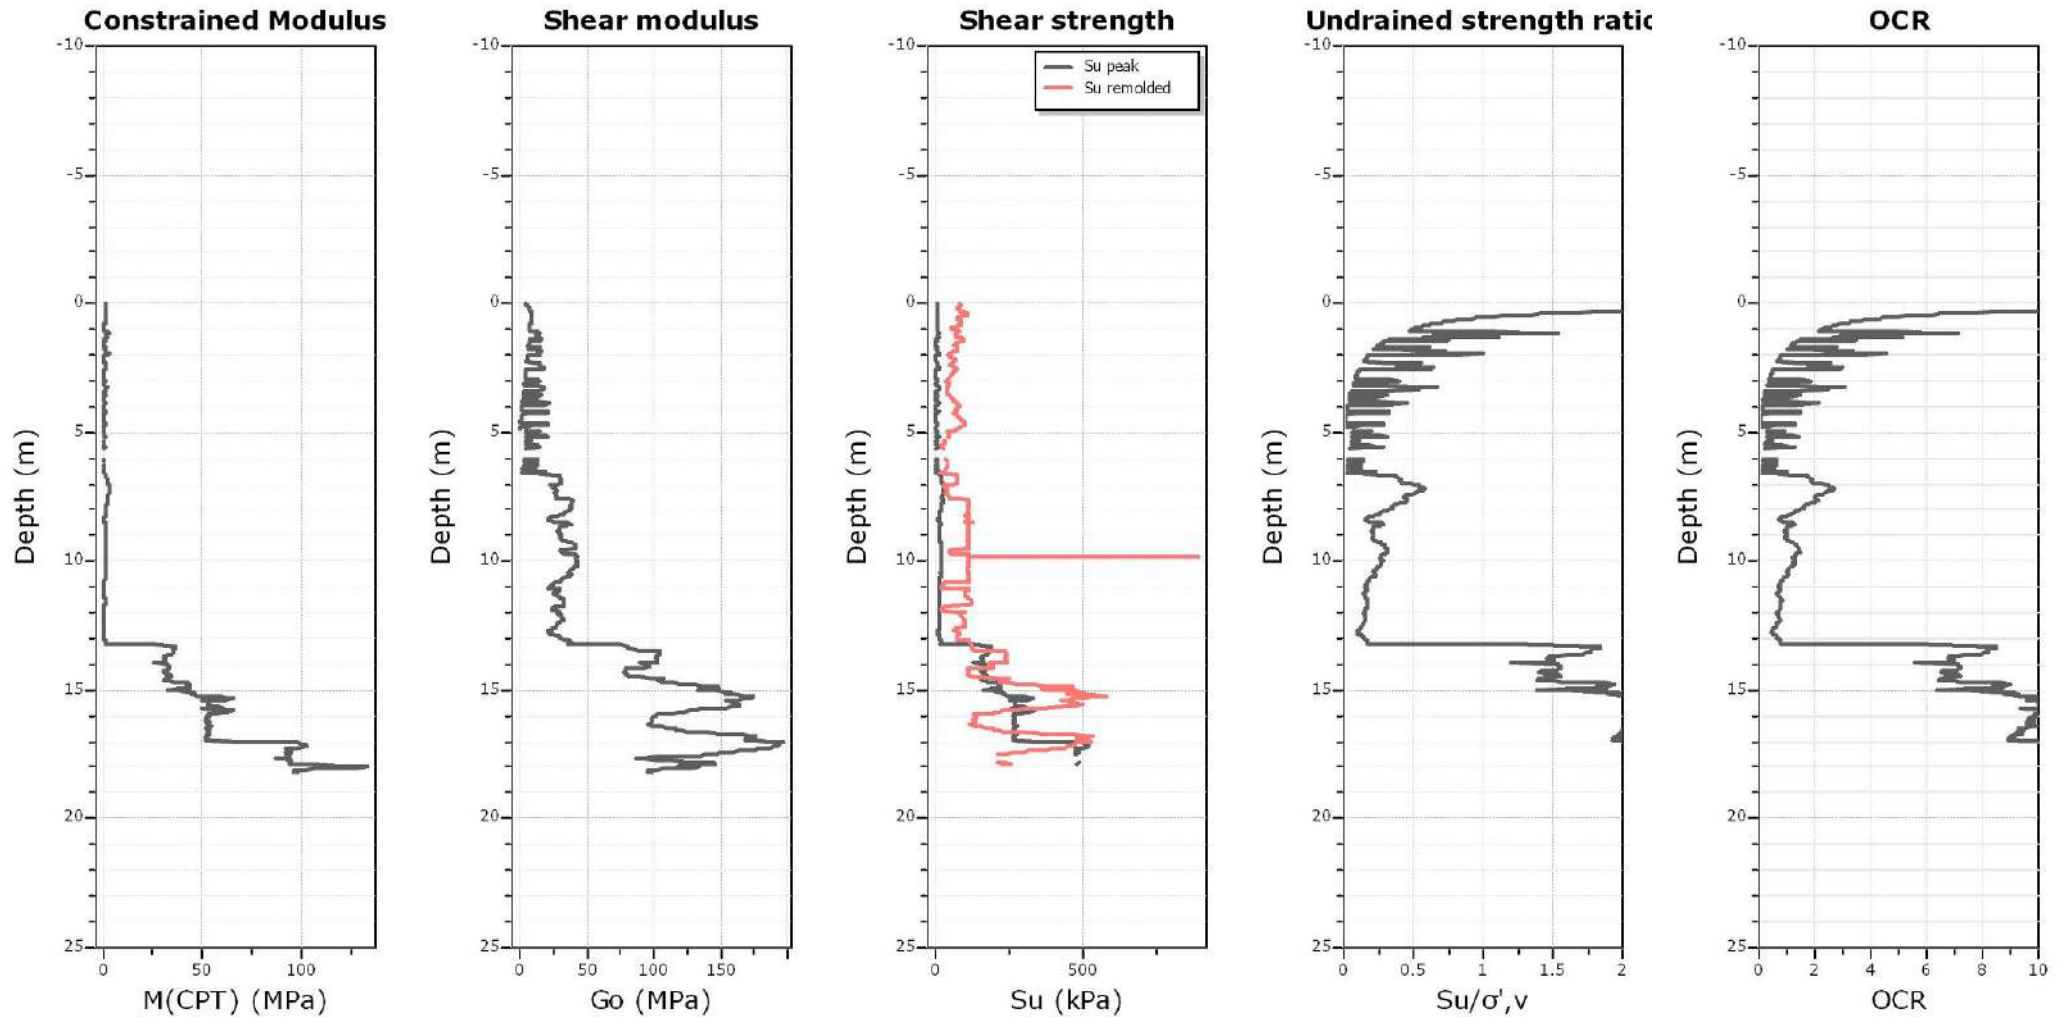 Constrained Modulus
-10
-5
0
5
10
15
20
25
Depth (m)
0 50 100
M(CPT) (MPa)
Shear modulus
-10
-5
0
5
10
15
20
25
Depth (m)
0 50 100 150
Go (MPa)
Shear strength
Su peak
Su remolded
-10
-5
0
5
10
15
20
25
Depth (m)
0 500
Su (kPa)
Undrained strength ratio
-10
-5
0
5
10
15
20
25
Depth (m)
0 0.5 1 1.5 2
Su/σ',v
OCR
-10
-5
0
5
10
15
20
25
Depth (m)
0 2 4 6 8 10
OCR